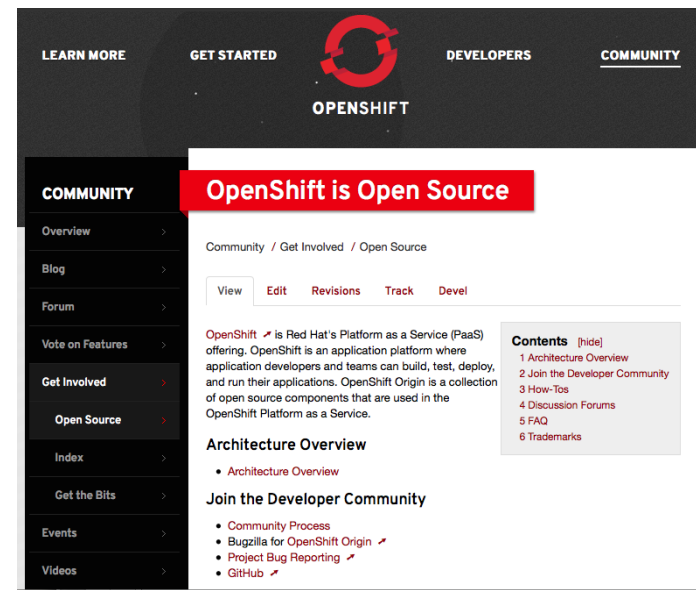 LEARN MORE GET STARTED DEVELOPERS COMMUNITY
OPENSHIFT
COMMUNITY
Overview
Blog
Forum
Vote on Features
Get Involved
Open Source
Index
Get the Bits
Events
Videos
OpenShift is Open Source
Community / Get Involved / Open Source
View Edit Revisions Track Devel
OpenShift is Red Hat's Platform as a Service (PaaS)
offering. OpenShift is an application platform where
application developers and teams can build, test, deploy,
and run their applications. OpenShift Origin is a collection
of open source components that are used in the
OpenShift Platform as a Service.
Contents [hide]
1 Architecture Overview
2 Join the Developer Community
3 How-Tos
4 Discussion Forums
5 FAQ
6 Trademarks
Architecture Overview
• Architecture Overview
Join the Developer Community
• Community Process
• Bugzilla for OpenShift Origin
• Project Bug Reporting
• GitHub